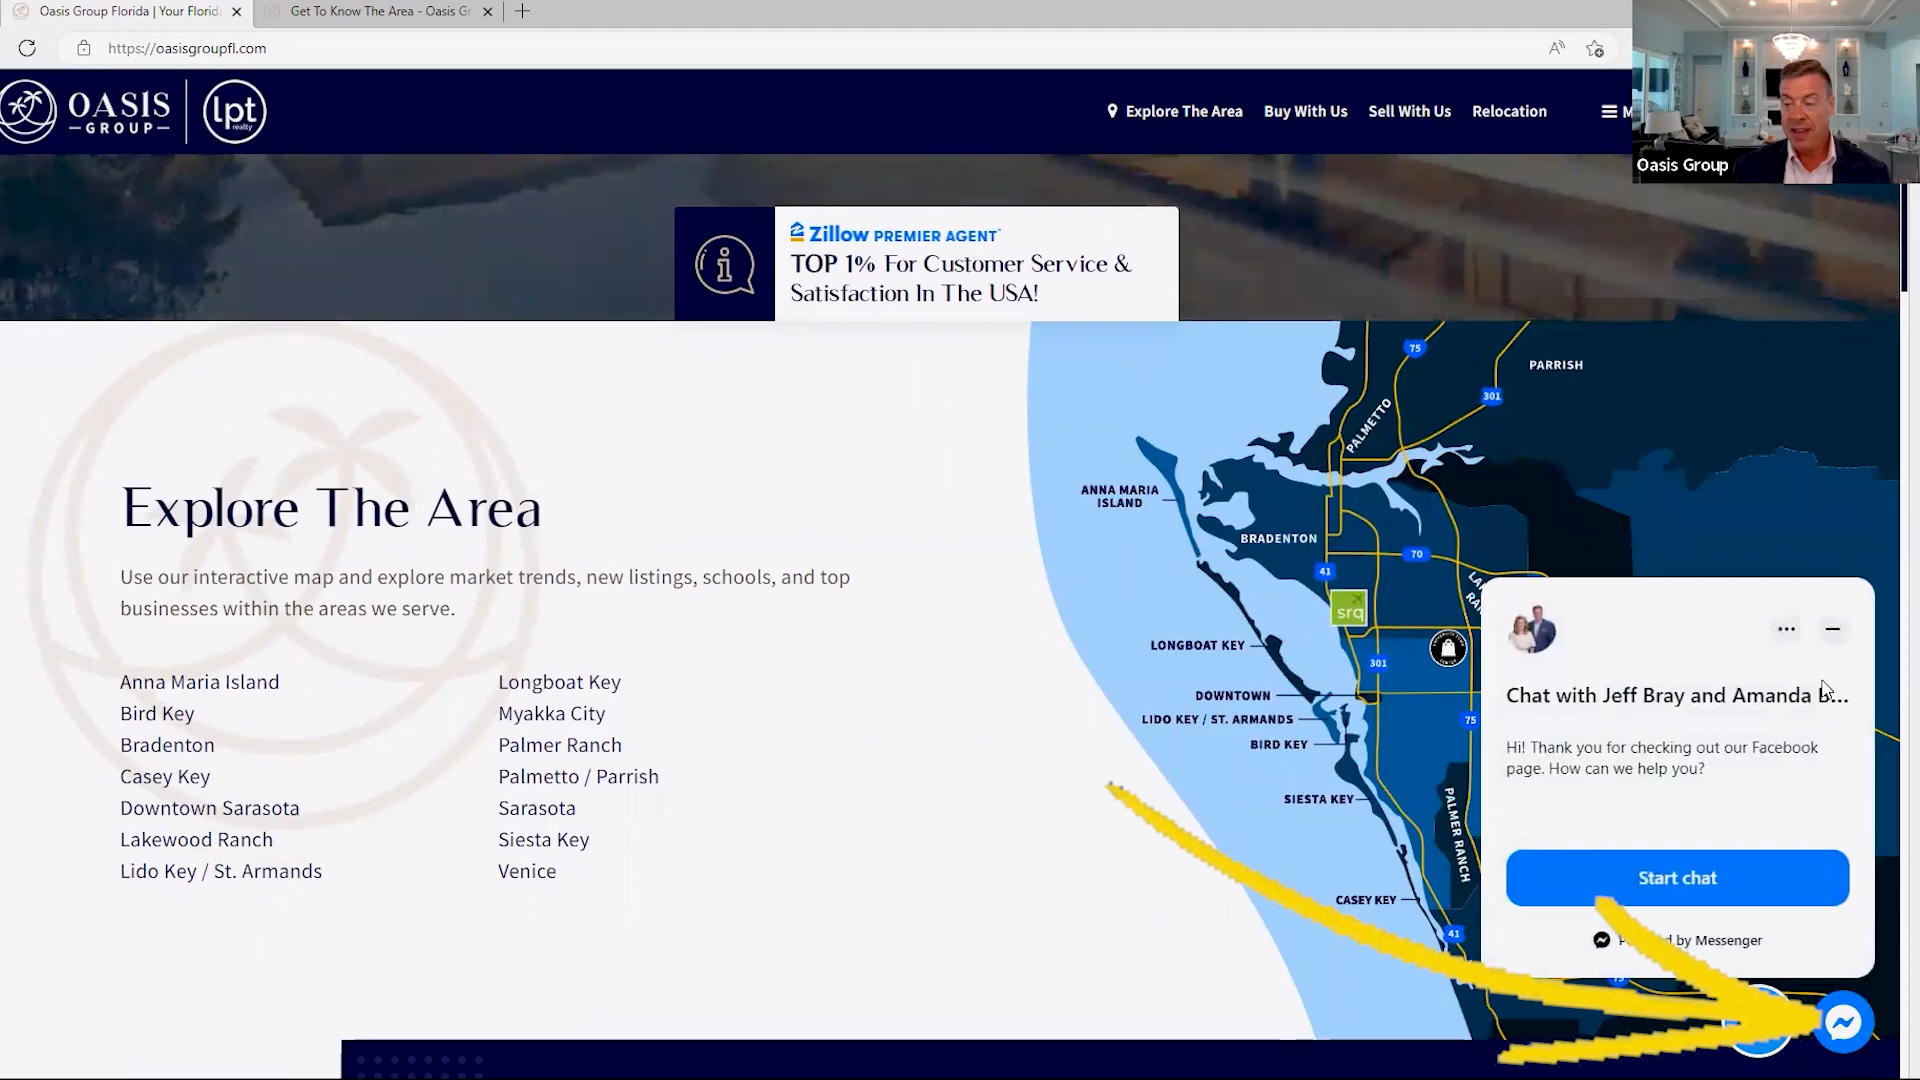 Oasis Group Florida | Your Florid
Get To Know The Area - Oasis Gr
https://oasisgroupfl.com
OASIS
GROUP
lpt
realty
Explore The Area
Buy With Us
Sell With Us
Relocation
M
Oasis Group
Zillow PREMIER AGENT
TOP 1% For Customer Service &
Satisfaction In The USA!
Explore The Area
Use our interactive map and explore market trends, new listings, schools, and top
businesses within the areas we serve.
Anna Maria Island
Bird Key
Bradenton
Casey Key
Downtown Sarasota
Lakewood Ranch
Lido Key / St. Armands
Longboat Key
Myakka City
Palmer Ranch
Palmetto / Parrish
Sarasota
Siesta Key
Venice
75
PARRISH
301
PALMETTO
ANNA MARIA
ISLAND
BRADENTON
70
41
srq
LONGBOAT KEY
301
DOWNTOWN
LIDO KEY / ST. ARMANDS
75
BIRD KEY
SIESTA KEY
PALMER RANCH
CASEY KEY
41
Chat with Jeff Bray and Amanda B...
Hi! Thank you for checking out our Facebook
page. How can we help you?
Start chat
by Messenger